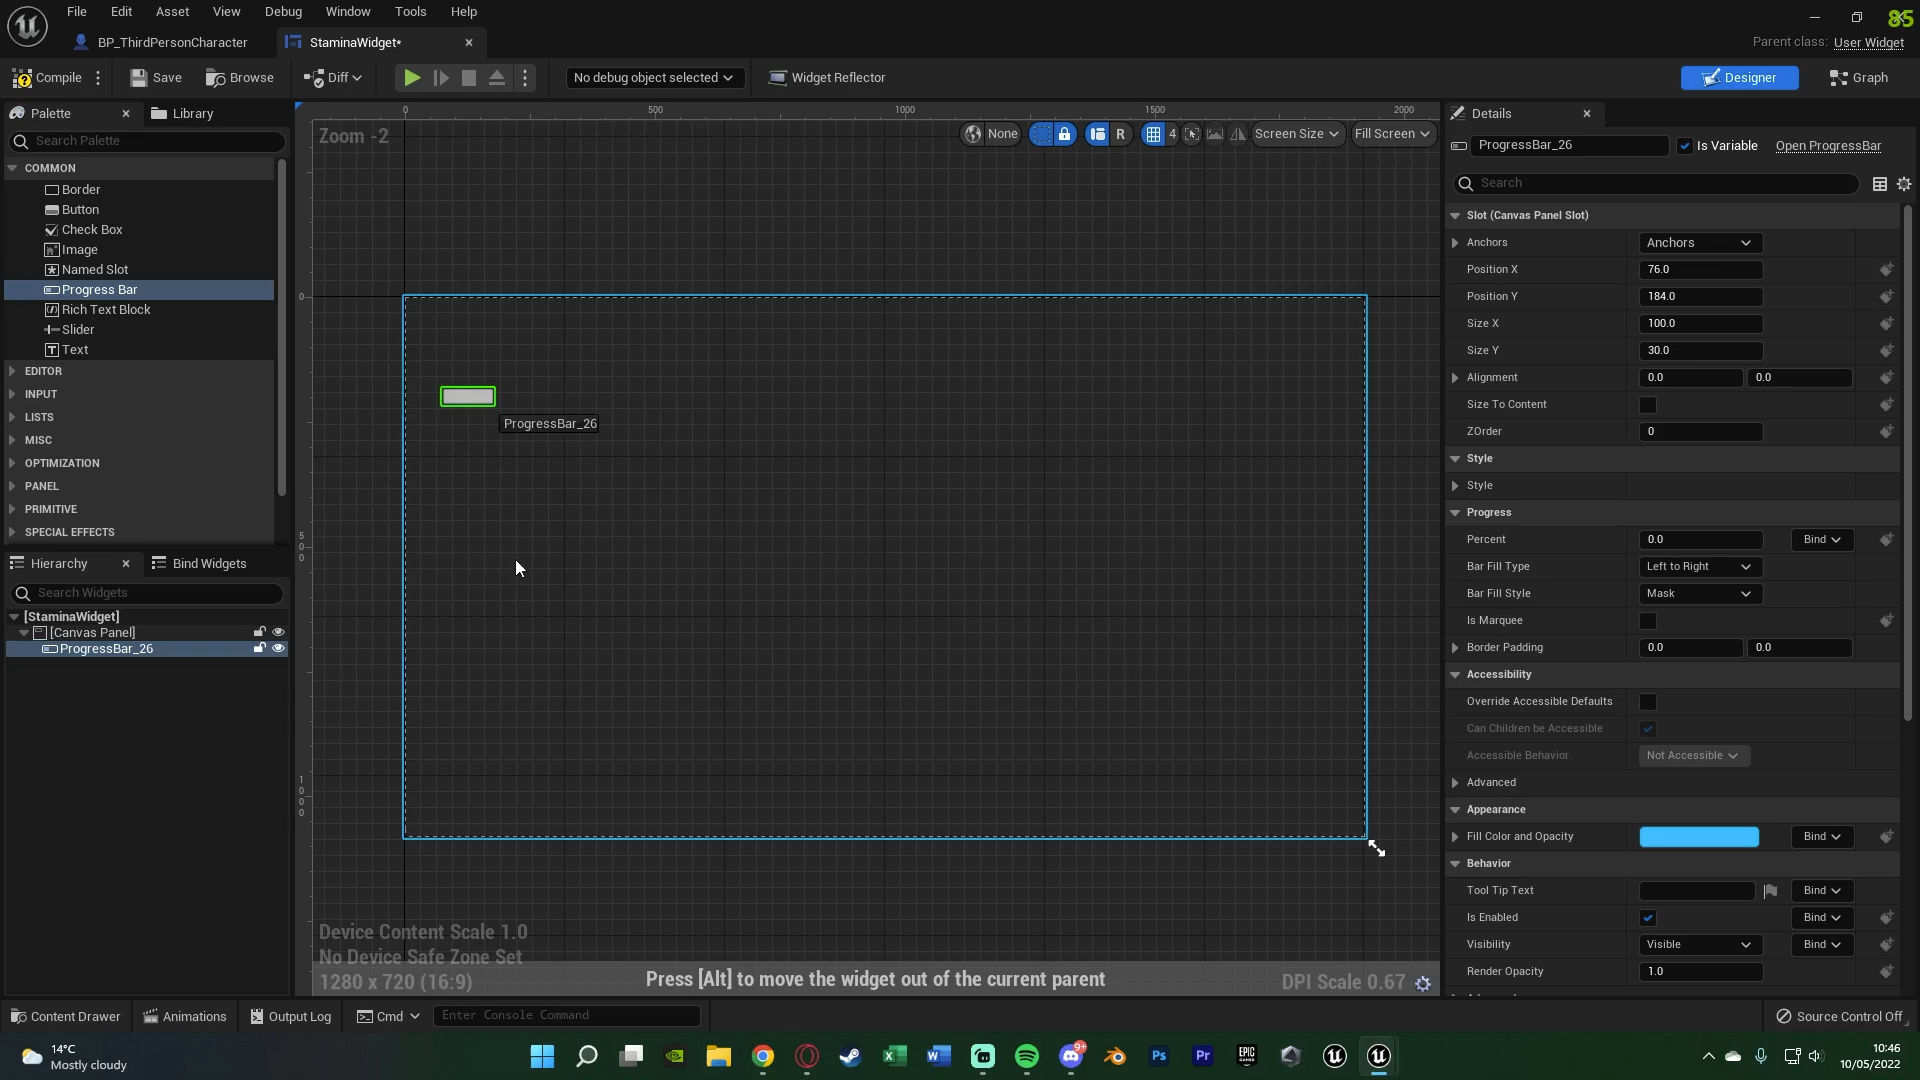 File Edit Asset View Debug Window Tools Help
BP_ThirdPersonCharacter StaminaWidget*
Parent class: User Widget
Compile Save Browse Diff No debug object selected Widget Reflector Designer Graph
Palette Library
Search Palette
COMMON
Border
Button
Check Box
Image
Named Slot
Progress Bar
Rich Text Block
Slider
Text
EDITOR
INPUT
LISTS
MISC
OPTIMIZATION
PANEL
PRIMITIVE
SPECIAL EFFECTS
Hierarchy Bind Widgets
Search Widgets
[StaminaWidget]
[Canvas Panel]
ProgressBar_26
0 500 1000 1500 2000
Zoom -2
None R 4 Screen Size Fill Screen
0
500
1000
ProgressBar_26
Device Content Scale 1.0
No Device Safe Zone Set
1280 x 720 (16:9)
Press [Alt] to move the widget out of the current parent
DPI Scale 0.67
Details
ProgressBar_26 Is Variable Open ProgressBar
Search
Slot (Canvas Panel Slot)
Anchors Anchors
Position X 76.0
Position Y 184.0
Size X 100.0
Size Y 30.0
Alignment 0.0 0.0
Size To Content
ZOrder 0
Style
Style
Progress
Percent 0.0 Bind
Bar Fill Type Left to Right
Bar Fill Style Mask
Is Marquee
Border Padding 0.0 0.0
Accessibility
Override Accessible Defaults
Can Children be Accessible
Accessible Behavior Not Accessible
Advanced
Appearance
Fill Color and Opacity Bind
Behavior
Tool Tip Text Bind
Is Enabled Bind
Visibility Visible Bind
Render Opacity 1.0
Content Drawer Animations Output Log Cmd Enter Console Command
Source Control Off
14°C
Mostly cloudy
9+
Ps Pr EPIC GAMES
10:46
10/05/2022